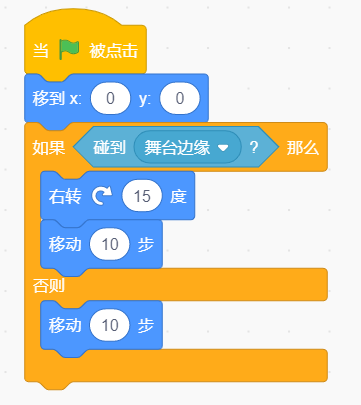 当 被点击
移到 x: 0 y: 0
如果 碰到 舞台边缘 ? 那么
右转 15 度
移动 10 步
否则
移动 10 步